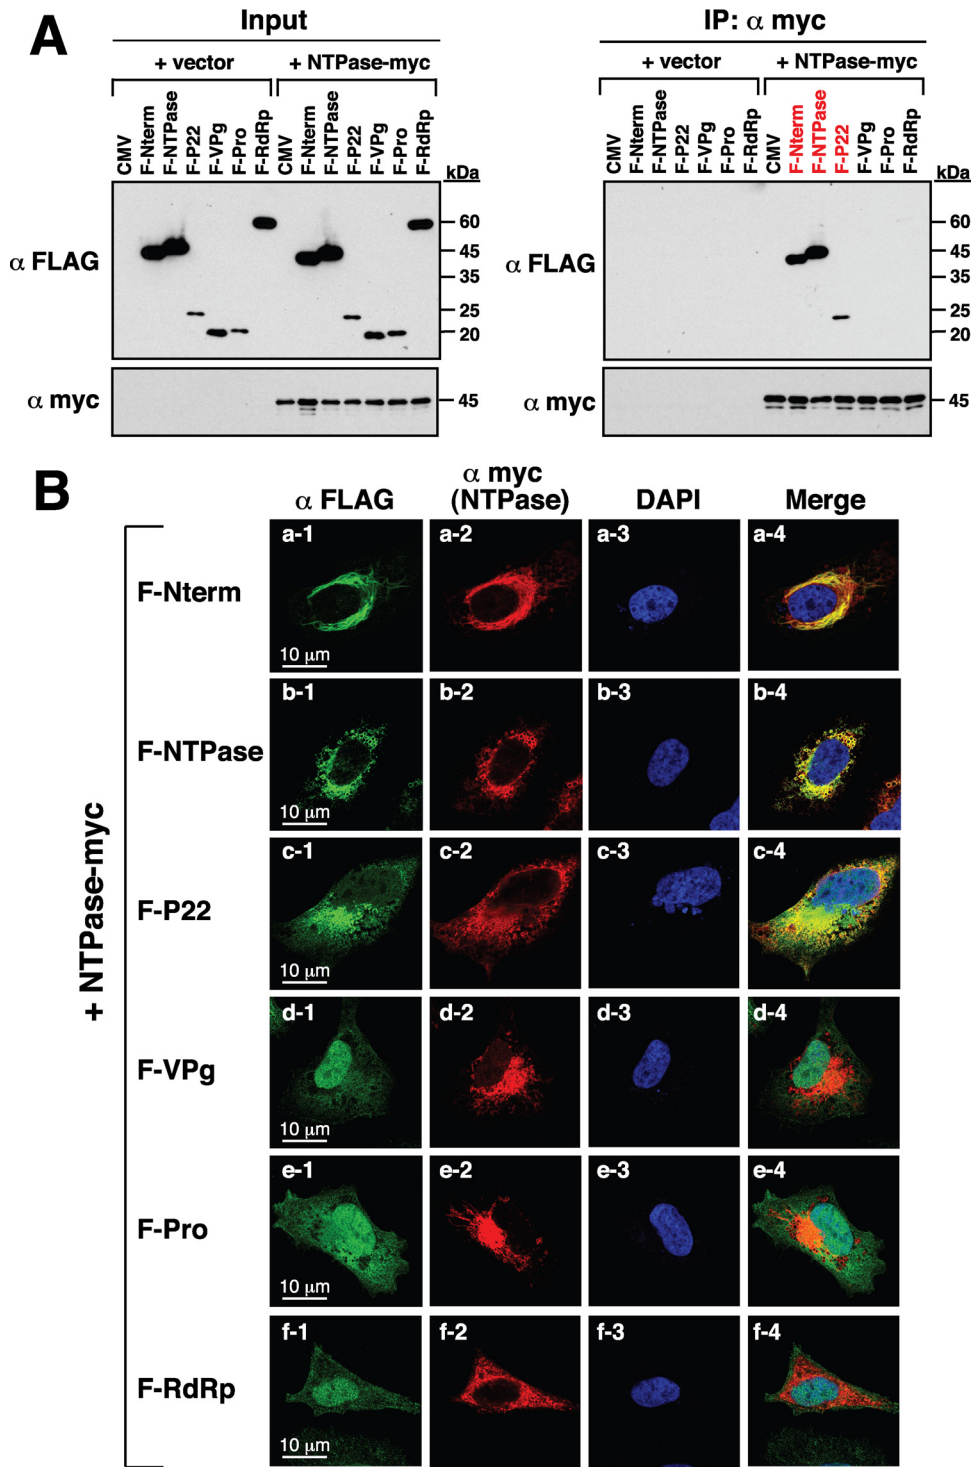 A
Input
IP: α myc
+ vector
+ NTPase-myc
+ vector
+ NTPase-myc
CMV
F-Nterm
F-NTPase
F-P22
F-VPg
F-Pro
F-RdRp
CMV
F-Nterm
F-NTPase
F-P22
F-VPg
F-Pro
F-RdRp
kDa
CMV
F-Nterm
F-NTPase
F-P22
F-VPg
F-Pro
F-RdRp
CMV
F-Nterm
F-NTPase
F-P22
F-VPg
F-Pro
F-RdRp
kDa
α FLAG
60
45
35
25
20
α FLAG
60
45
35
25
20
α myc
45
α myc
45
B
α FLAG
α myc
(NTPase)
DAPI
Merge
+ NTPase-myc
F-Nterm
a-1
a-2
a-3
a-4
10 μm
F-NTPase
b-1
b-2
b-3
b-4
10 μm
F-P22
c-1
c-2
c-3
c-4
10 μm
F-VPg
d-1
d-2
d-3
d-4
10 μm
F-Pro
e-1
e-2
e-3
e-4
10 μm
F-RdRp
f-1
f-2
f-3
f-4
10 μm